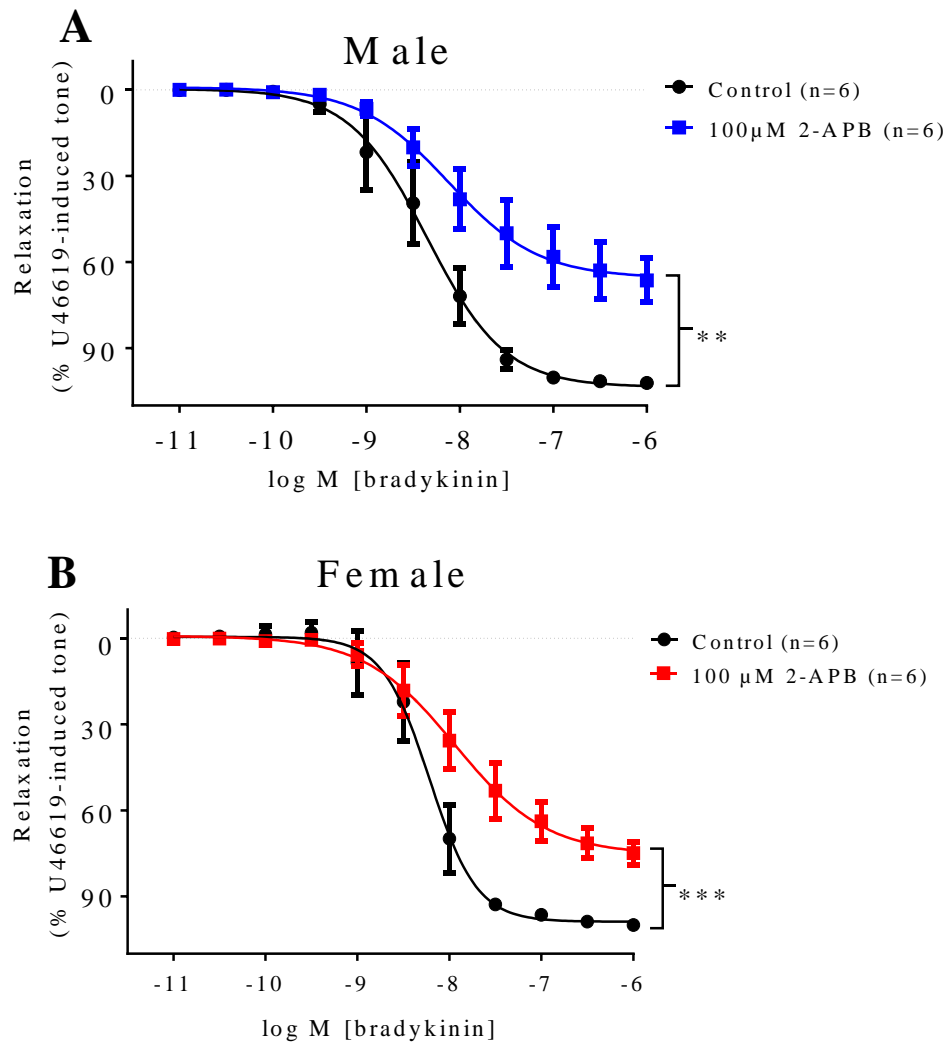 A
Male
Relaxation
(% U46619-induced tone)
0
30
60
90
Control (n=6)
100μM 2-APB (n=6)
**
-11 -10 -9 -8 -7 -6
log M [bradykinin]
B
Female
Relaxation
(% U46619-induced tone)
0
30
60
90
Control (n=6)
100 μM 2-APB (n=6)
***
-11 -10 -9 -8 -7 -6
log M [bradykinin]